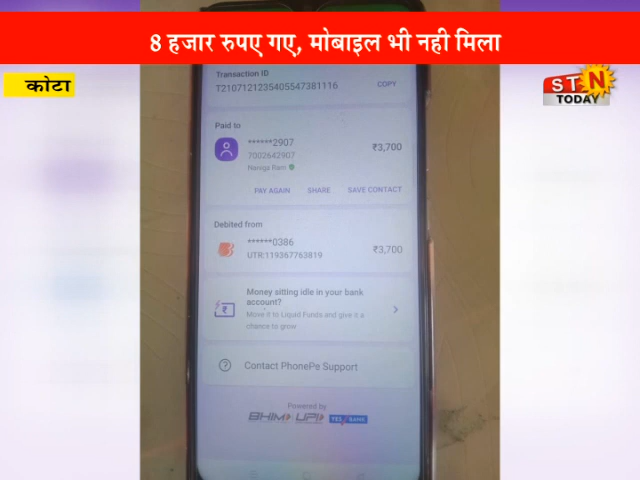 8 हजार रुपए गए, मोबाइल भी नही मिला
कोटा
STN
TODAY
Transaction ID
T2107121235405547381116
COPY
Paid to
******2907
₹3,700
7002642907
PAY AGAIN
SHARE
SAVE CONTACT
Debited from
******0386
₹3,700
UTR:119367763819
Money sitting idle in your bank
account?
Move it to Liquid Funds and give it a
chance to grow
Contact PhonePe Support
Powered by
BHIM UPI YES BANK